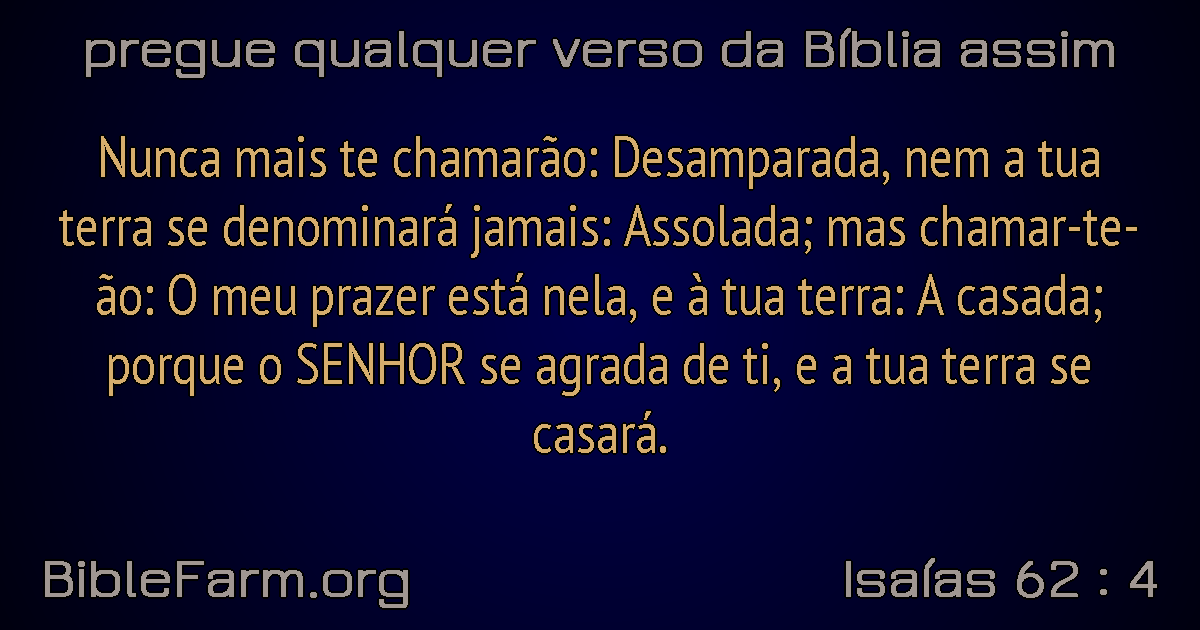 pregue qualquer verso da Bíblia assim
Nunca mais te chamarão: Desamparada, nem a tua
terra se denominará jamais: Assolada; mas chamar-te-
ão: O meu prazer está nela, e à tua terra: A casada;
porque o SENHOR se agrada de ti, e a tua terra se
casará.
BibleFarm.org
Isaías 62 : 4